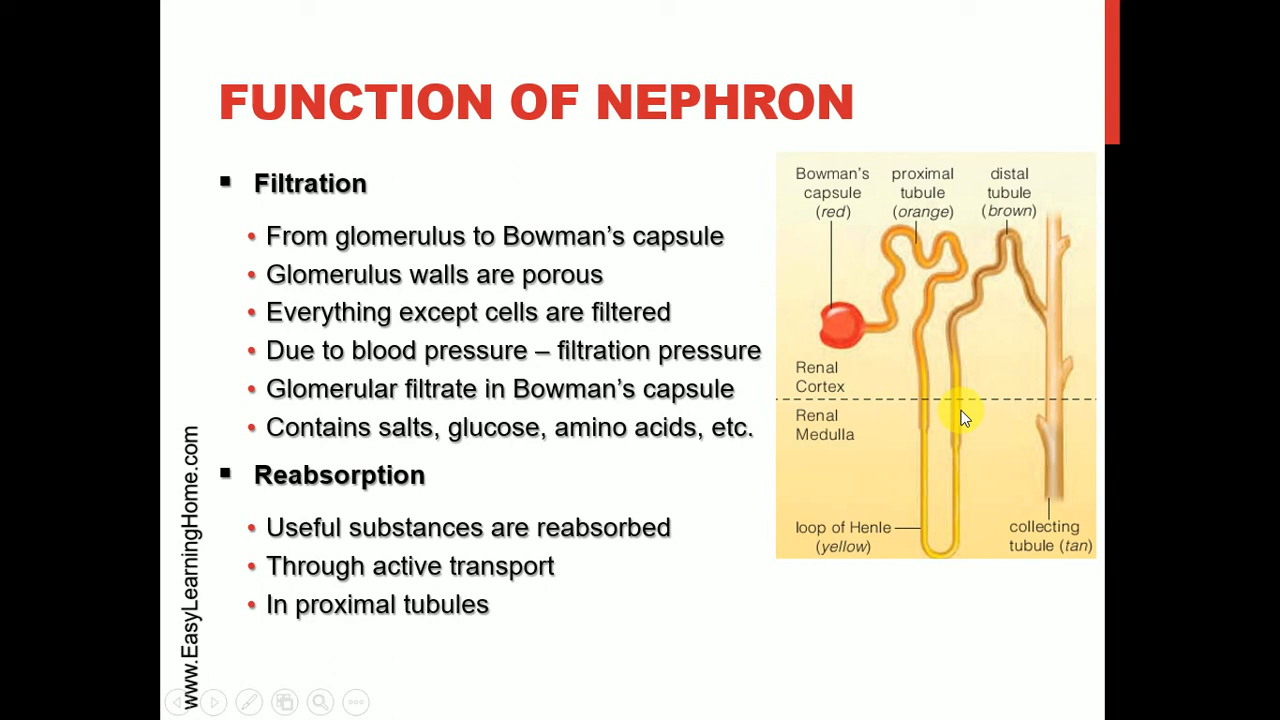 FUNCTION OF NEPHRON
Filtration
From glomerulus to Bowman's capsule
Glomerulus walls are porous
Everything except cells are filtered
Due to blood pressure – filtration pressure
Glomerular filtrate in Bowman's capsule
Contains salts, glucose, amino acids, etc.
Reabsorption
Useful substances are reabsorbed
Through active transport
In proximal tubules
Bowman's
capsule
(red)
proximal
tubule
(orange)
distal
tubule
(brown)
Renal
Cortex
Renal
Medulla
loop of Henle
(yellow)
collecting
tubule (tan)
www.EasyLearningHome.com